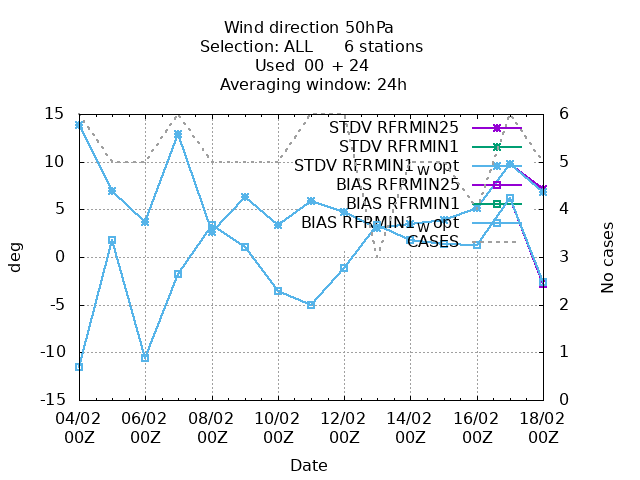 Wind direction 50hPa
Selection: ALL 6 stations
Used 00 + 24
Averaging window: 24h
15 6
STDV RFRMIN25
STDV RFRMIN1
10 STDV RFRMIN1_W_opt 5
BIAS RFRMIN25
5 BIAS RFRMIN1 4
BIAS RFRMIN1_W_opt
CASES
0 3
-5 2
-10 1
-15 0
deg
No cases
04/02 06/02 08/02 10/02 12/02 14/02 16/02 18/02
00Z 00Z 00Z 00Z 00Z 00Z 00Z 00Z
Date